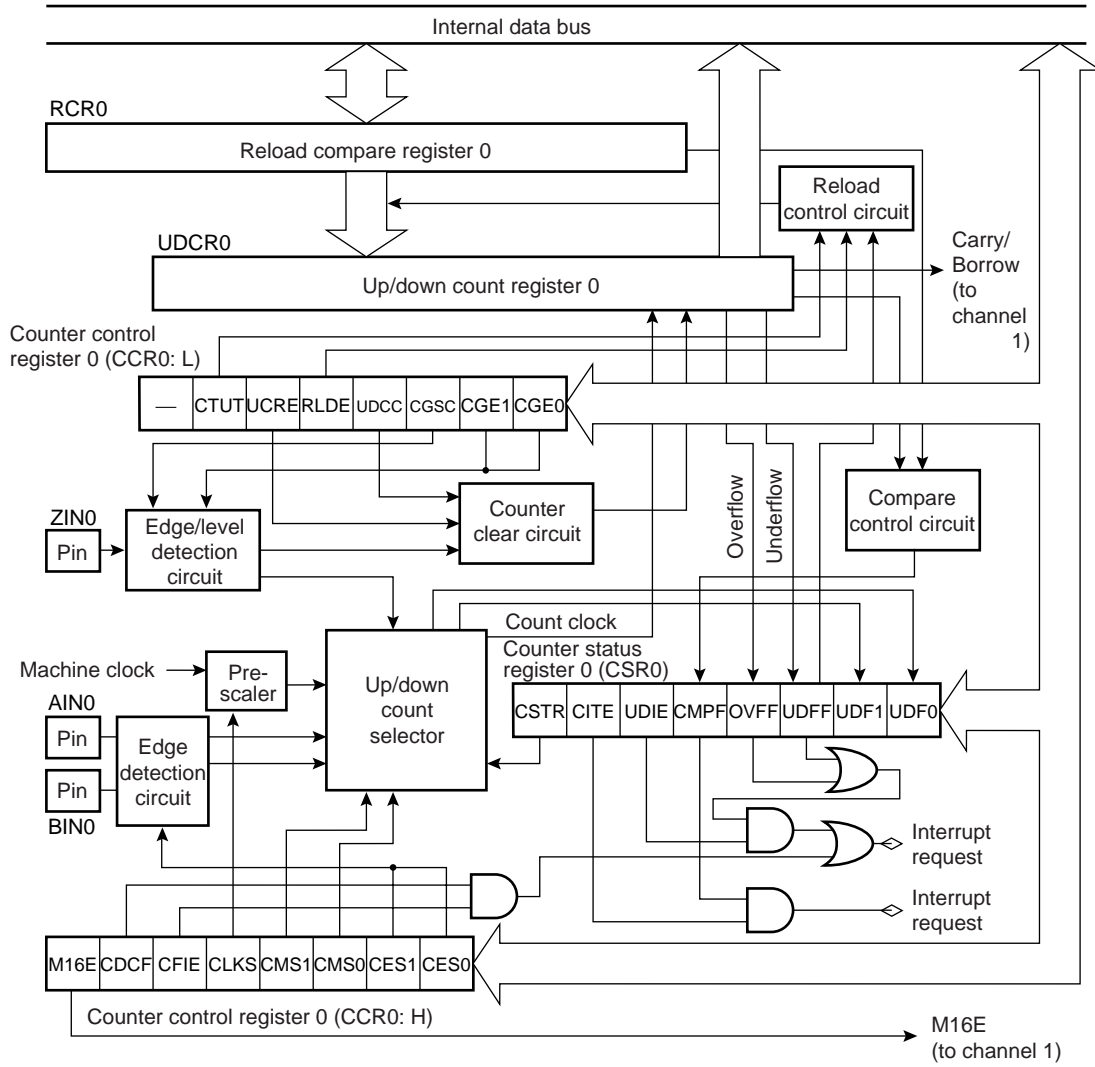 Internal data bus
RCR0
Reload compare register 0
Reload
control circuit
UDCR0
Up/down count register 0
Carry/
Borrow
(to
channel
1)
Counter control
register 0 (CCR0: L)
— CTUT UCRE RLDE UDCC CGSC CGE1 CGE0
Overflow
Underflow
Compare
control circuit
Counter
clear circuit
ZIN0
Pin
Edge/level
detection
circuit
Count clock
Counter status
register 0 (CSR0)
Machine clock
Pre-
scaler
Up/down
count
selector
CSTR CITE UDIE CMPF OVFF UDFF UDF1 UDF0
AIN0
Pin
Edge
detection
circuit
Pin
BIN0
Interrupt
request
Interrupt
request
M16E CDCF CFIE CLKS CMS1 CMS0 CES1 CES0
Counter control register 0 (CCR0: H)
M16E
(to channel 1)